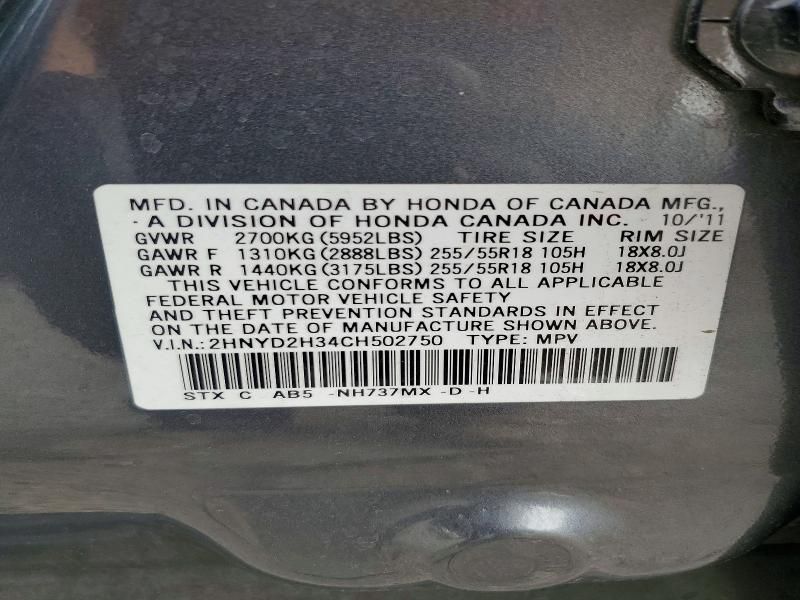 MFD. IN CANADA BY HONDA OF CANADA MFG.,
A DIVISION OF HONDA CANADA INC. 10/'11
GVWR 2700KG(5952LBS) TIRE SIZE RIM SIZE
GAWR F 1310KG(2888LBS) 255/55R18 105H 18X8.0J
GAWR R 1440KG(3175LBS) 255/55R18 105H 18X8.0J
THIS VEHICLE CONFORMS TO ALL APPLICABLE
FEDERAL MOTOR VEHICLE SAFETY
AND THEFT PREVENTION STANDARDS IN EFFECT
ON THE DATE OF MANUFACTURE SHOWN ABOVE.
V.I.N.: 2HNYD2H34CH502750 TYPE: MPV
STX C AB5 -NH737MX -D -H